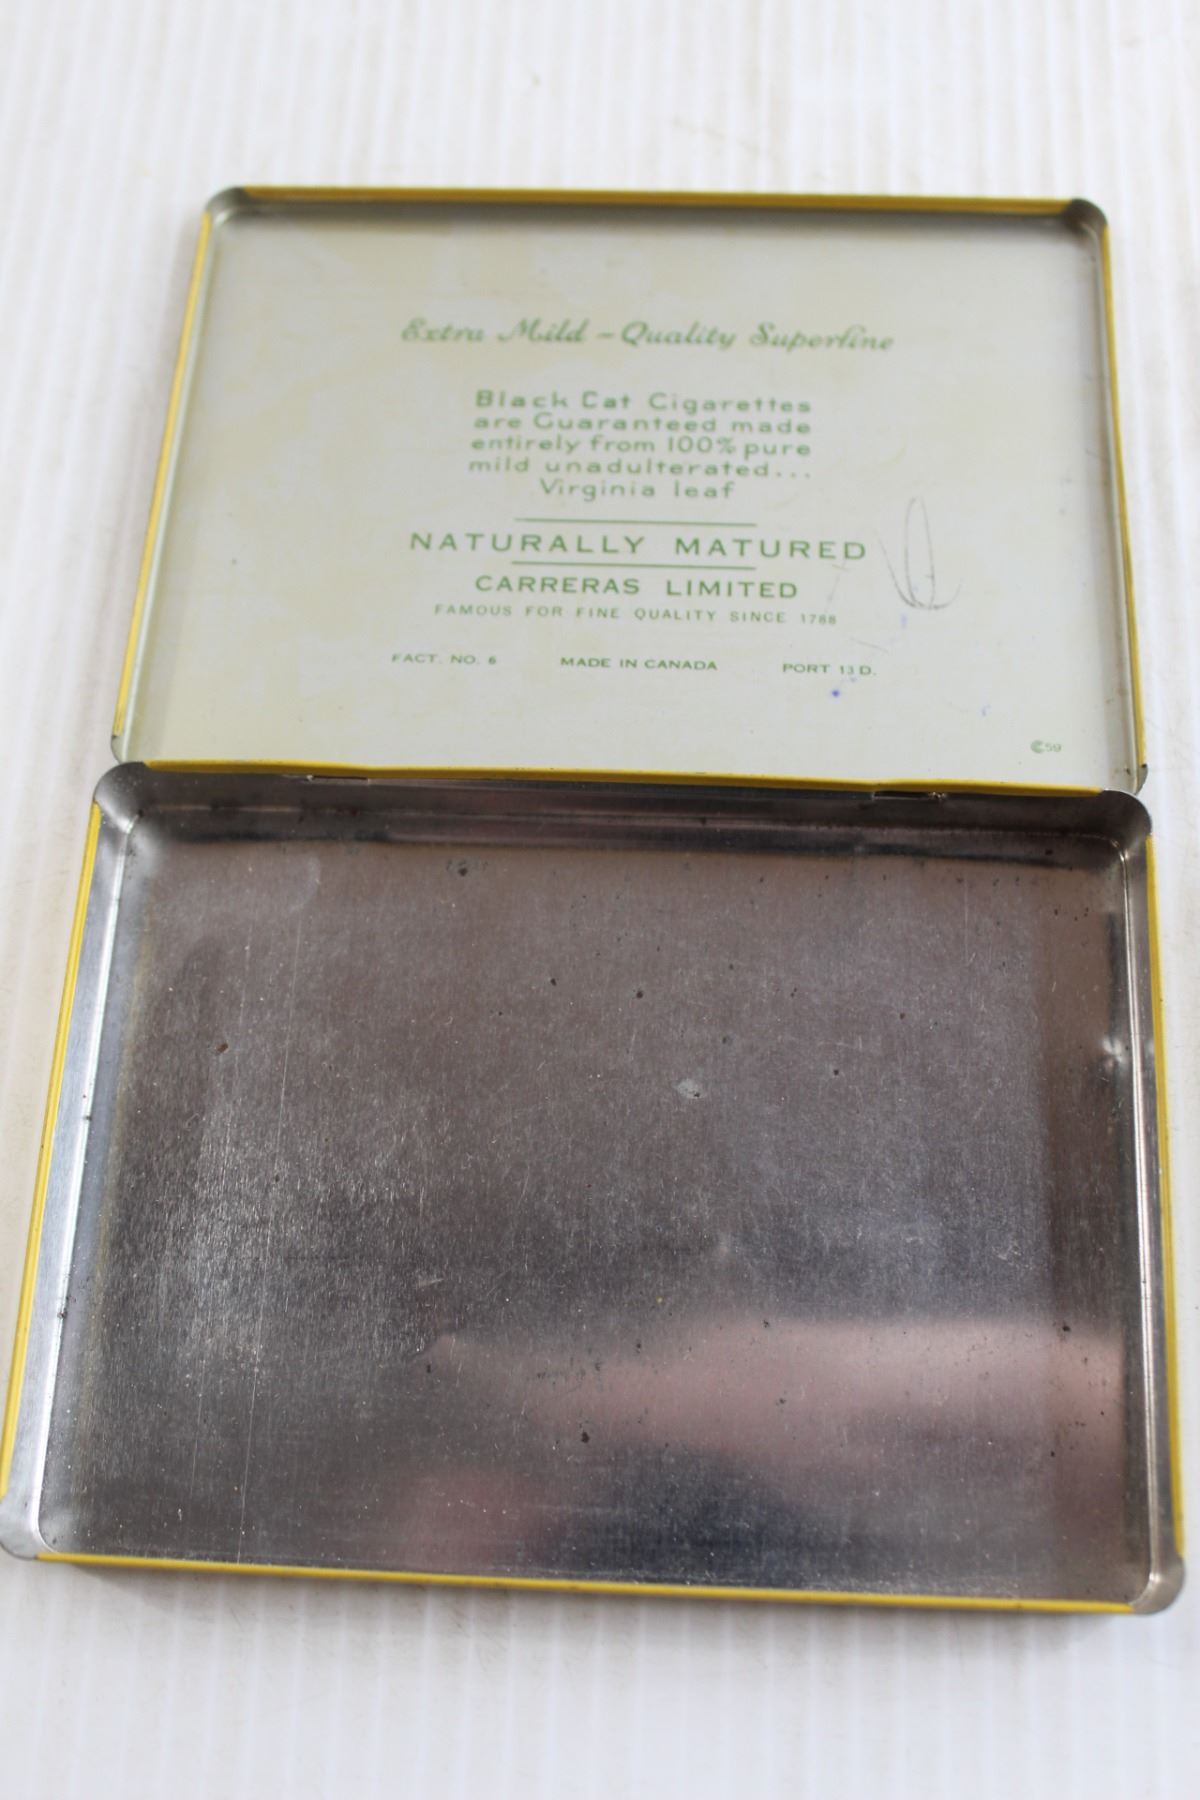 Extra Mild - Quality Superfine
Black Cat Cigarettes
are Guaranteed made
entirely from 100% pure
mild unadulterated...
Virginia leaf
NATURALLY MATURED
CARRERAS LIMITED
FAMOUS FOR FINE QUALITY SINCE 1788
FACT. NO. 6 MADE IN CANADA PORT 13 D.
59